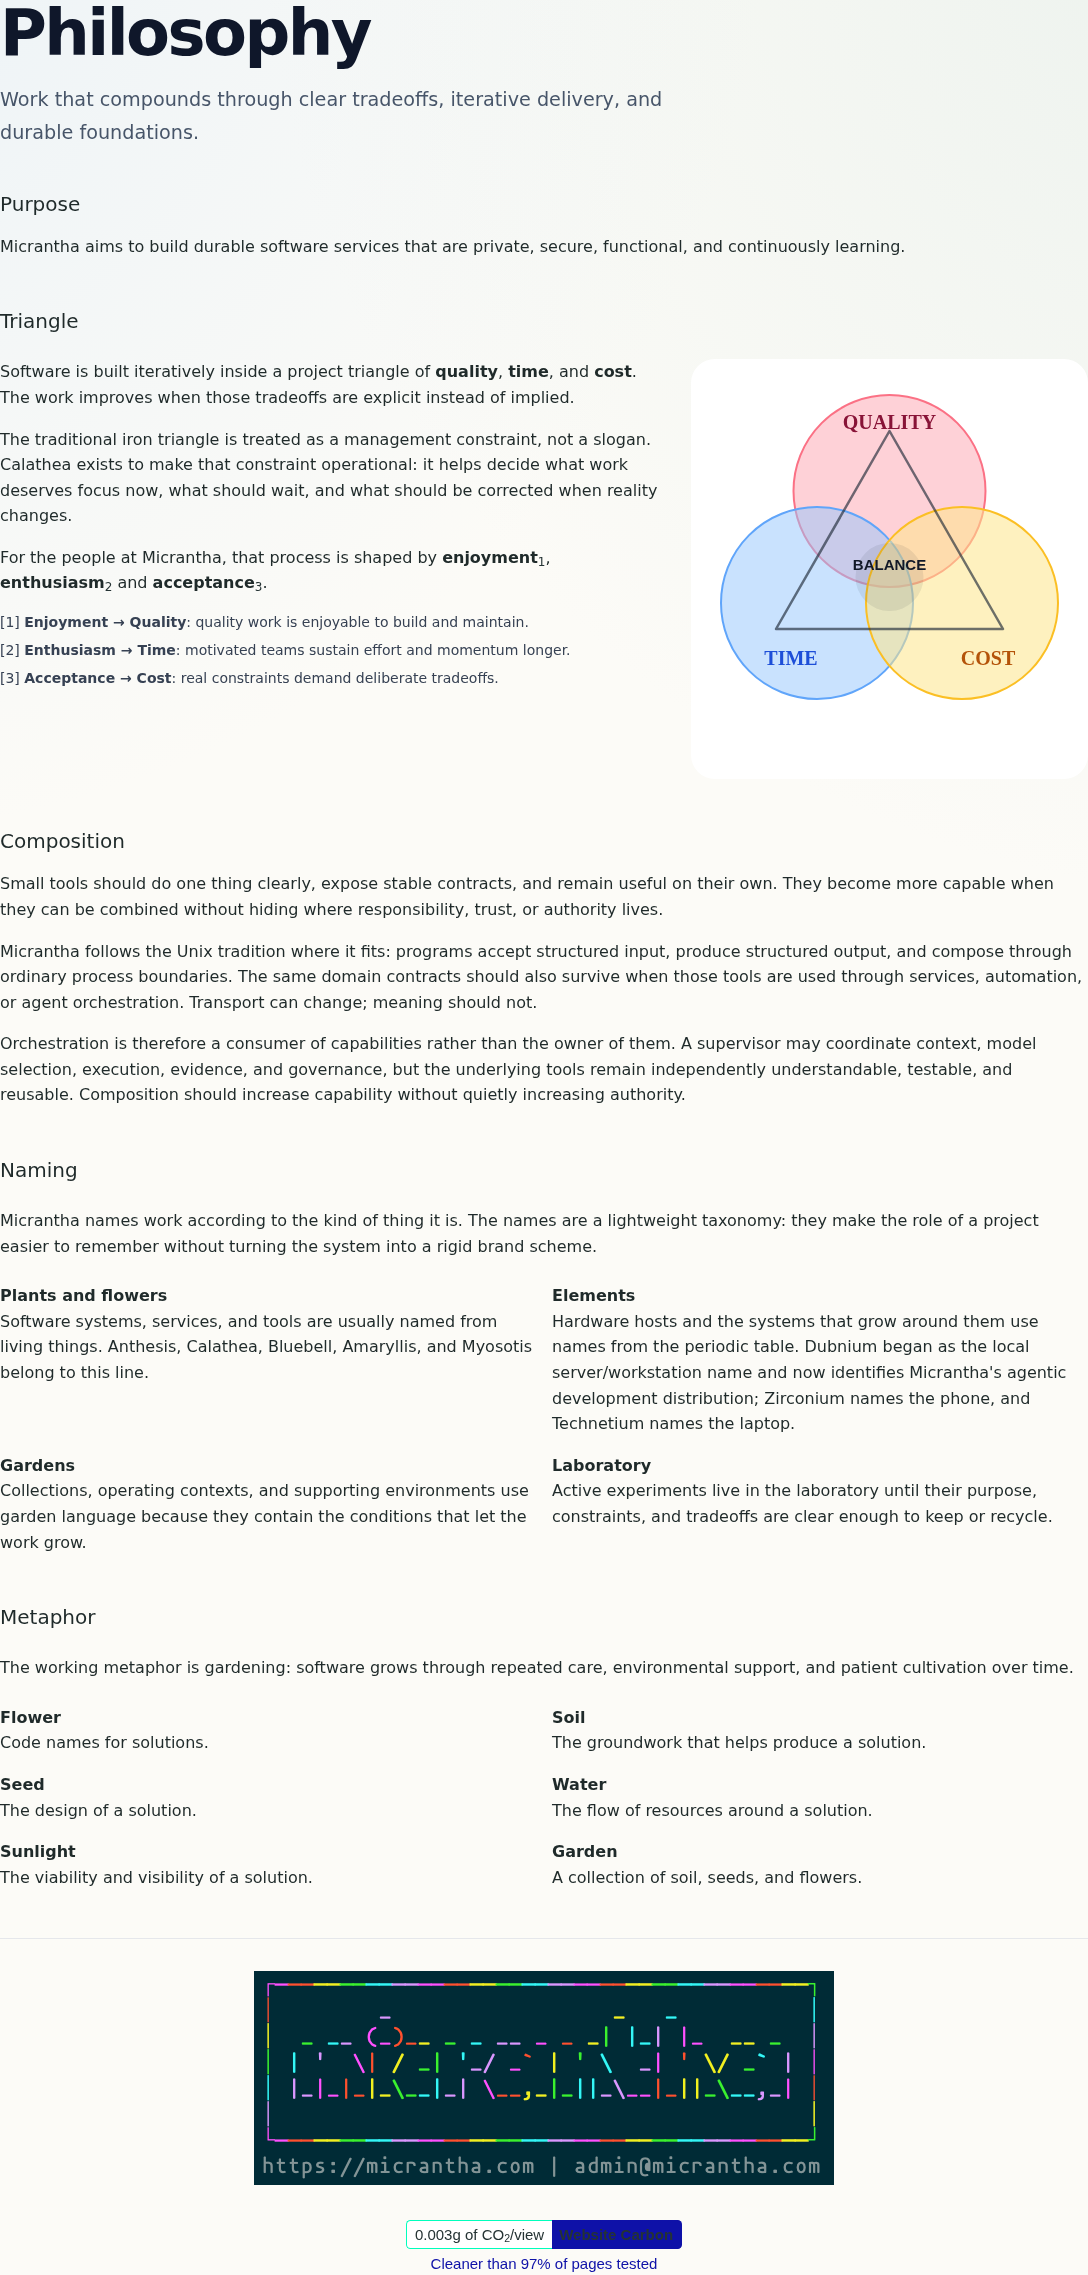 Philosophy
Work that compounds through clear tradeoffs, iterative delivery, and
durable foundations.
Purpose
Micrantha aims to build durable software services that are private, secure, functional, and continuously learning.
Triangle
Software is built iteratively inside a project triangle of quality, time, and cost.
The work improves when those tradeoffs are explicit instead of implied.
The traditional iron triangle is treated as a management constraint, not a slogan.
Calathea exists to make that constraint operational: it helps decide what work
deserves focus now, what should wait, and what should be corrected when reality
changes.
For the people at Micrantha, that process is shaped by enjoyment1,
enthusiasm2 and acceptance3.
[1] Enjoyment → Quality: quality work is enjoyable to build and maintain.
[2] Enthusiasm → Time: motivated teams sustain effort and momentum longer.
[3] Acceptance → Cost: real constraints demand deliberate tradeoffs.
QUALITY
BALANCE
TIME
COST
Composition
Small tools should do one thing clearly, expose stable contracts, and remain useful on their own. They become more capable when
they can be combined without hiding where responsibility, trust, or authority lives.
Micrantha follows the Unix tradition where it fits: programs accept structured input, produce structured output, and compose through
ordinary process boundaries. The same domain contracts should also survive when those tools are used through services, automation,
or agent orchestration. Transport can change; meaning should not.
Orchestration is therefore a consumer of capabilities rather than the owner of them. A supervisor may coordinate context, model
selection, execution, evidence, and governance, but the underlying tools remain independently understandable, testable, and
reusable. Composition should increase capability without quietly increasing authority.
Naming
Micrantha names work according to the kind of thing it is. The names are a lightweight taxonomy: they make the role of a project
easier to remember without turning the system into a rigid brand scheme.
Plants and flowers
Software systems, services, and tools are usually named from
living things. Anthesis, Calathea, Bluebell, Amaryllis, and Myosotis
belong to this line.
Elements
Hardware hosts and the systems that grow around them use
names from the periodic table. Dubnium began as the local
server/workstation name and now identifies Micrantha's agentic
development distribution; Zirconium names the phone, and
Technetium names the laptop.
Gardens
Collections, operating contexts, and supporting environments use
garden language because they contain the conditions that let the
work grow.
Laboratory
Active experiments live in the laboratory until their purpose,
constraints, and tradeoffs are clear enough to keep or recycle.
Metaphor
The working metaphor is gardening: software grows through repeated care, environmental support, and patient cultivation over time.
Flower
Code names for solutions.
Soil
The groundwork that helps produce a solution.
Seed
The design of a solution.
Water
The flow of resources around a solution.
Sunlight
The viability and visibility of a solution.
Garden
A collection of soil, seeds, and flowers.
micrantha
https://micrantha.com | admin@micrantha.com
0.003g of CO2/view
Website Carbon
Cleaner than 97% of pages tested